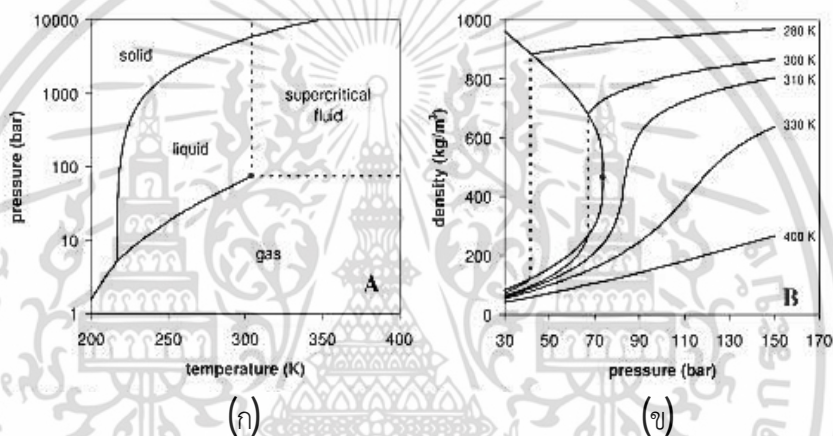 10000
1000
100
10
1
pressure (bar)
solid
liquid
supercritical
fluid
gas
A
200
250
300
350
400
temperature (K)
(ก)
1000
800
600
400
200
0
density (kg/m³)
280 K
300 K
310 K
330 K
400 K
B
30
50
70
90
110
130
150
170
pressure (bar)
(ข)